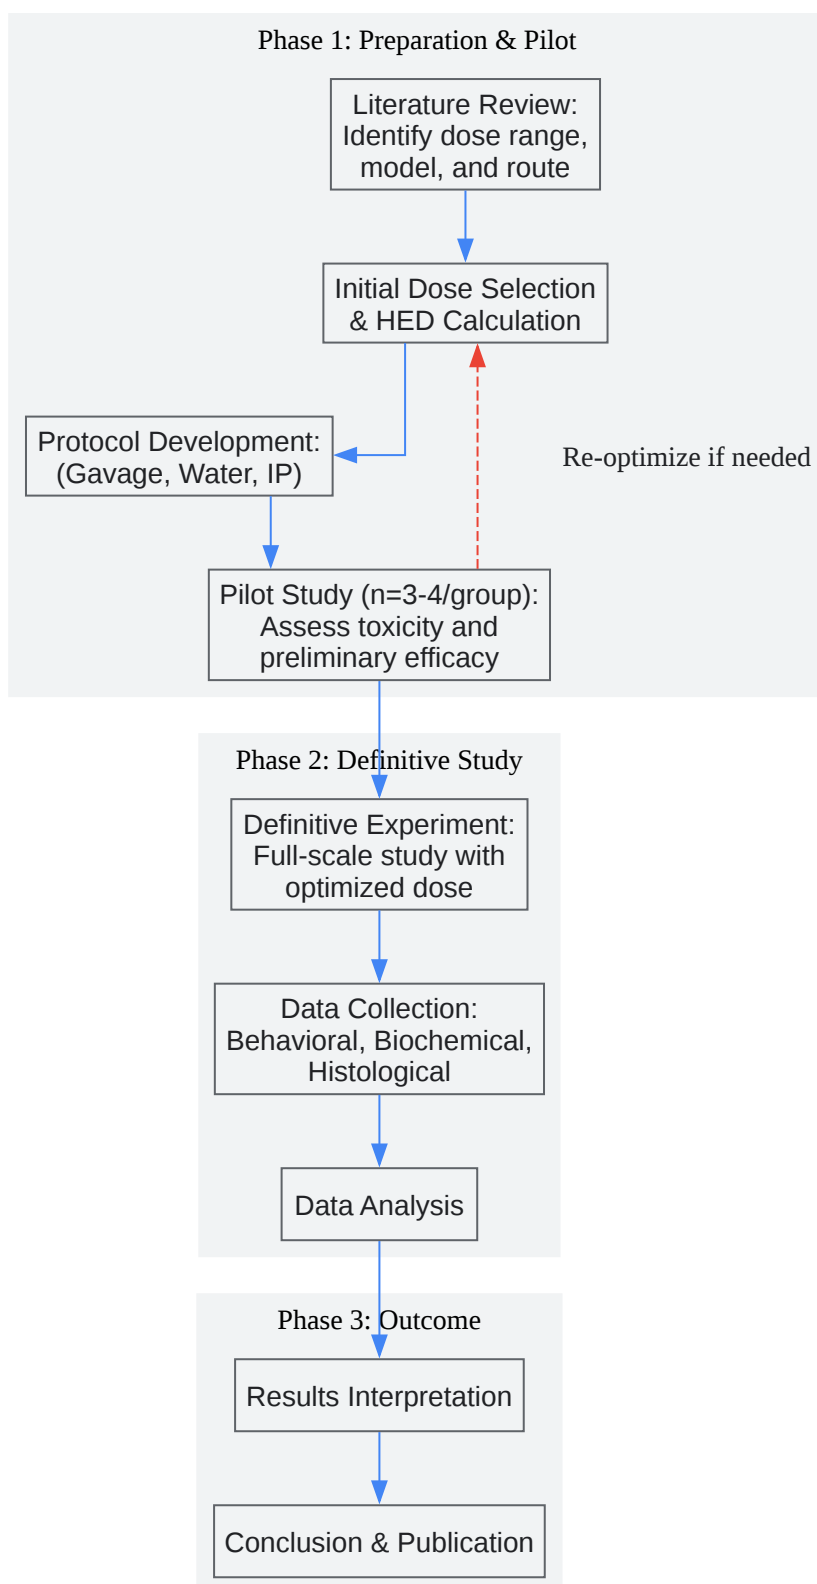 Phase 1: Preparation & Pilot
Literature Review:
Identify dose range,
model, and route
Initial Dose Selection
& HED Calculation
Protocol Development:
(Gavage, Water, IP)
Re-optimize if needed
Pilot Study (n=3-4/group):
Assess toxicity and
preliminary efficacy
Phase 2: Definitive Study
Definitive Experiment:
Full-scale study with
optimized dose
Data Collection:
Behavioral, Biochemical,
Histological
Data Analysis
Phase 3: Outcome
Results Interpretation
Conclusion & Publication